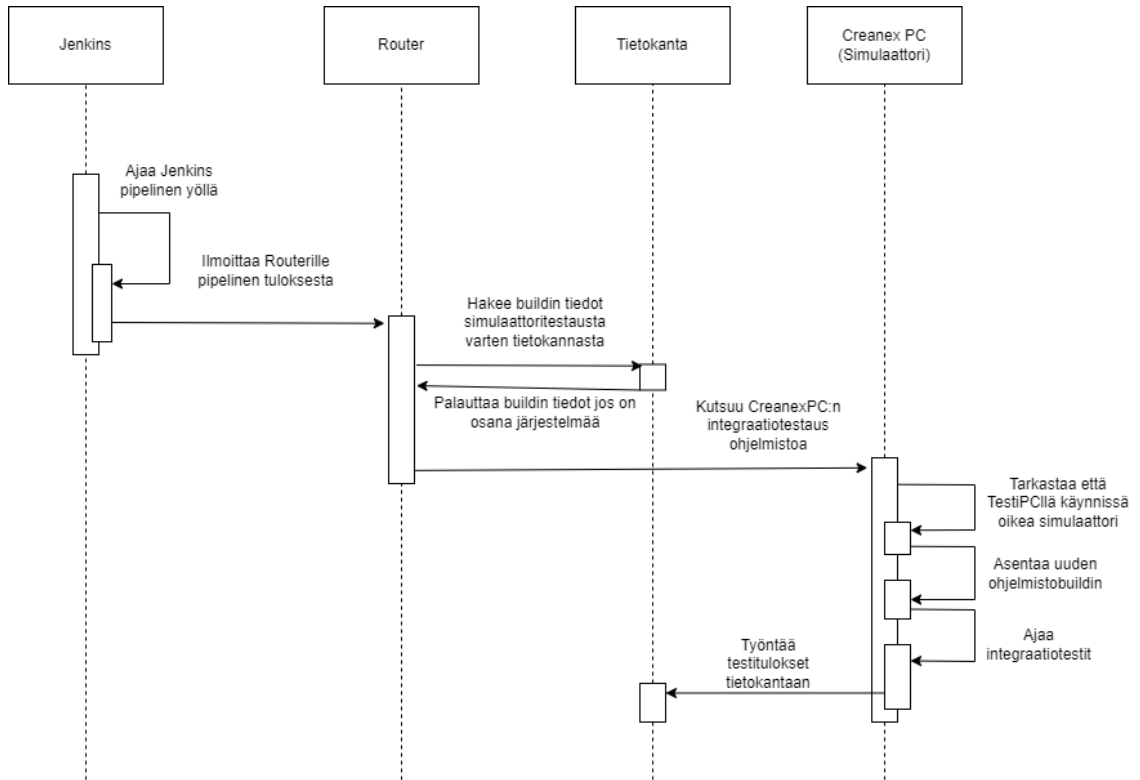 Jenkins
Router
Tietokanta
Creanex PC
(Simulaattori)
Ajaa Jenkins
pipelinen yöllä
Ilmoittaa Routerille
pipelinen tuloksesta
Hakee buildin tiedot
simulaattoritestausta
varten tietokannasta
Palauttaa buildin tiedot jos on
osana järjestelmää
Kutsuu CreanexPC:n
integraatiotestaus
ohjelmistoa
Tarkastaa että
TestiPCllä käynnissä
oikea simulaattori
Asentaa uuden
ohjelmistobuildin
Ajaa
integraatiotestit
Työntää
testitulokset
tietokantaan